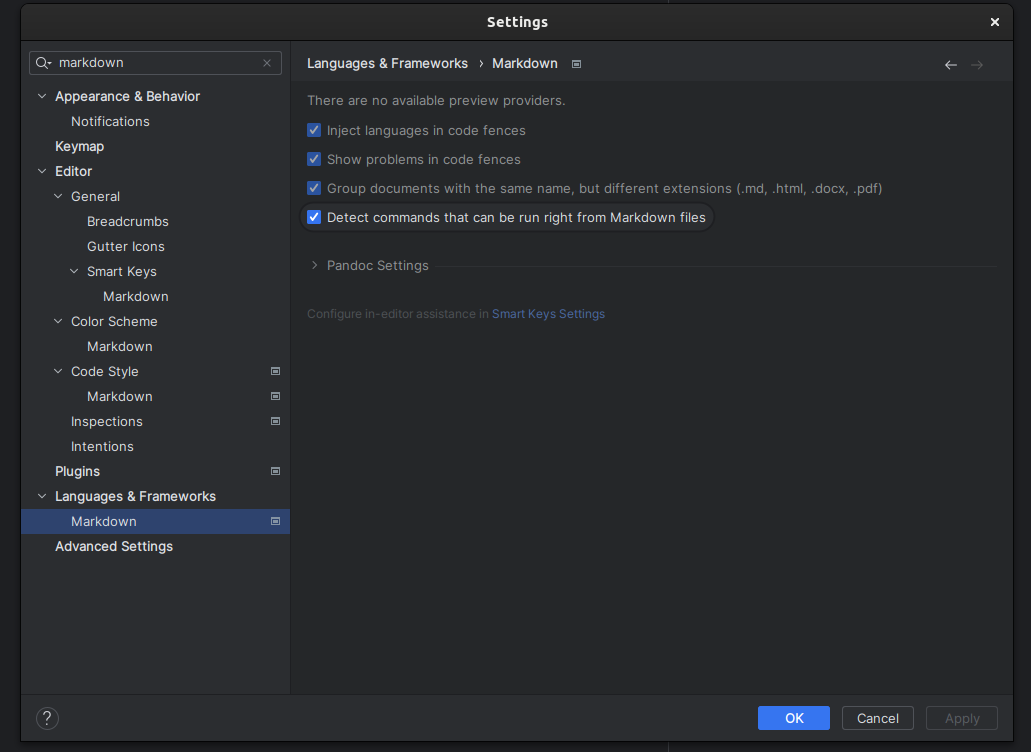 Settings
markdown
Appearance & Behavior
Notifications
Keymap
Editor
General
Breadcrumbs
Gutter Icons
Smart Keys
Markdown
Color Scheme
Markdown
Code Style
Markdown
Inspections
Intentions
Plugins
Languages & Frameworks
Markdown
Advanced Settings
Languages & Frameworks › Markdown
There are no available preview providers.
Inject languages in code fences
Show problems in code fences
Group documents with the same name, but different extensions (.md, .html, .docx, .pdf)
Detect commands that can be run right from Markdown files
Pandoc Settings
Configure in-editor assistance in Smart Keys Settings
?
OK
Cancel
Apply